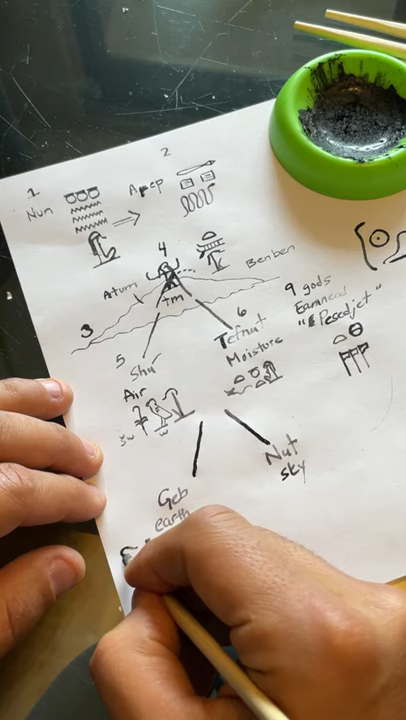 1
2
Nun
Apep
4
Benben
Atum
tm
3
9 gods
6
Tefnut
Moisture
"Pesedjet"
5
Shu
Air
šw
w
Nut
sky
Geb
earth